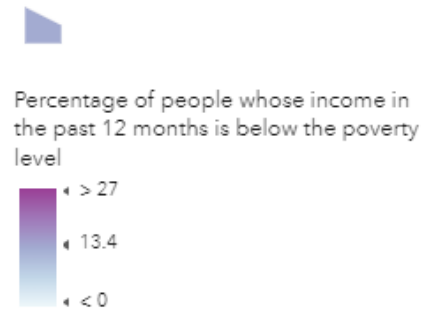 Percentage of people whose income in
the past 12 months is below the poverty
level
> 27
13.4
< 0